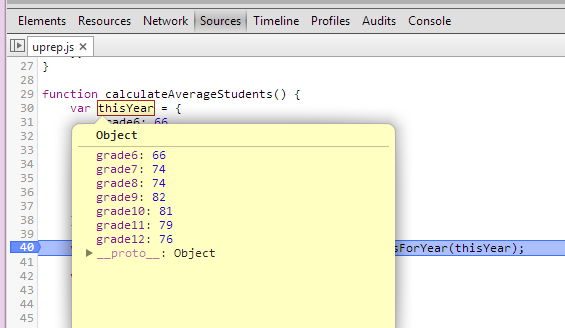 Elements Resources Network Sources Timeline Profiles Audits Console
uprep.js ×
27 }
28
29 function calculateAverageStudents() {
30 var thisYear = {
31 grade6: 66
32 Object
33 grade6: 66
34 grade7: 74
35 grade8: 74
36 grade9: 82
37 grade10: 81
38 grade11: 79
39 grade12: 76
40 __proto__: Object sForYear(thisYear);
41
42
43
44
45